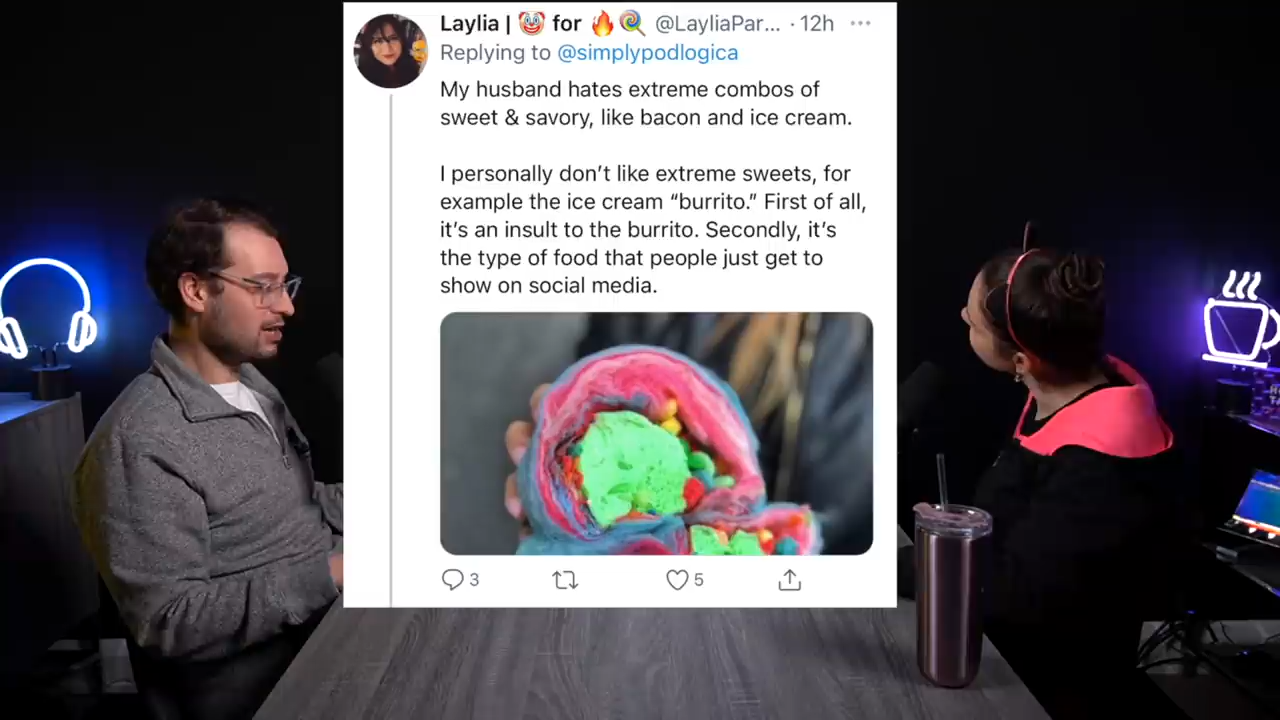 Laylia | 🤡 for 🔥🍭 @LayliaPar... · 12h
Replying to @simplypodlogica
My husband hates extreme combos of
sweet & savory, like bacon and ice cream.
I personally don’t like extreme sweets, for
example the ice cream “burrito.” First of all,
it’s an insult to the burrito. Secondly, it’s
the type of food that people just get to
show on social media.
3
5